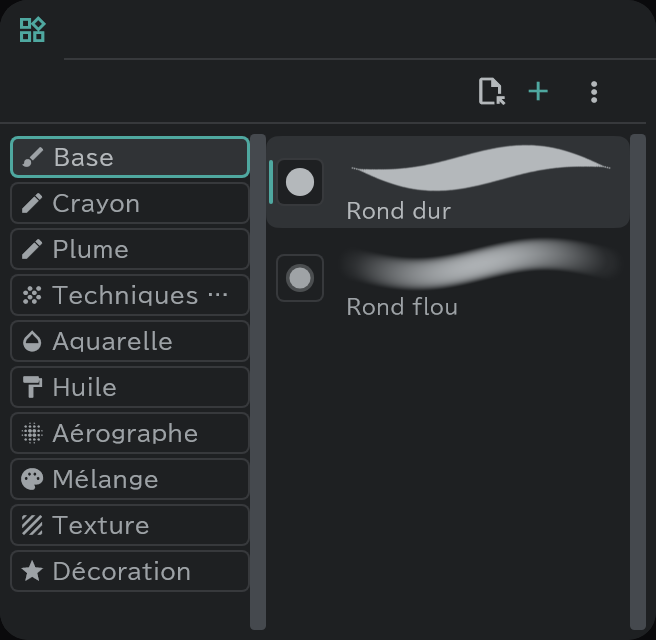 Base
Crayon
Plume
Techniques ···
Aquarelle
Huile
Aérographe
Mélange
Texture
Décoration
Rond dur
Rond flou